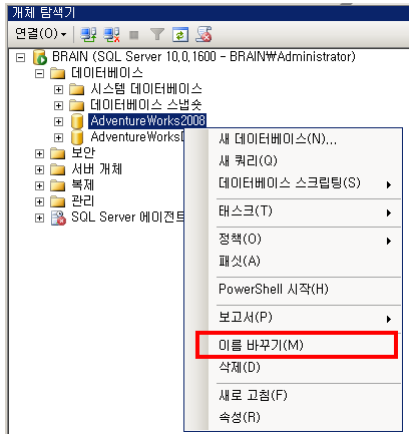 개체 탐색기
연결(O)
BRAIN (SQL Server 10,0,1600 - BRAIN₩Administrator)
데이터베이스
시스템 데이터베이스
데이터베이스 스냅숏
AdventureWorks2008
AdventureWorksD
보안
서버 개체
복제
관리
SQL Server 에이전트
새 데이터베이스(N)...
새 쿼리(Q)
데이터베이스 스크립팅(S)
태스크(T)
정책(O)
패싯(A)
PowerShell 시작(H)
보고서(P)
이름 바꾸기(M)
삭제(D)
새로 고침(F)
속성(R)